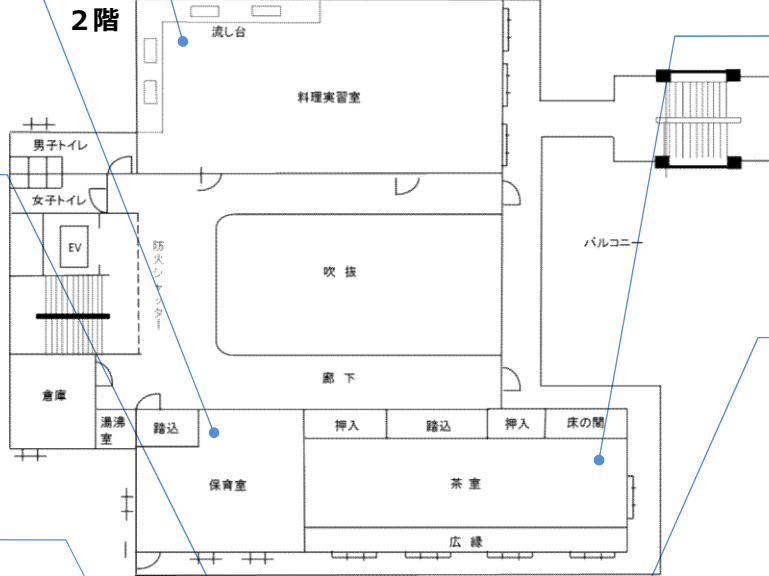 ２階
流し台
料理実習室
男子トイレ
女子トイレ
EV
防火シャッター
吹 抜
バルコニー
廊 下
倉庫
湯沸
室
踏込
押入
踏込
押入
床の間
保育室
茶 室
広 縁